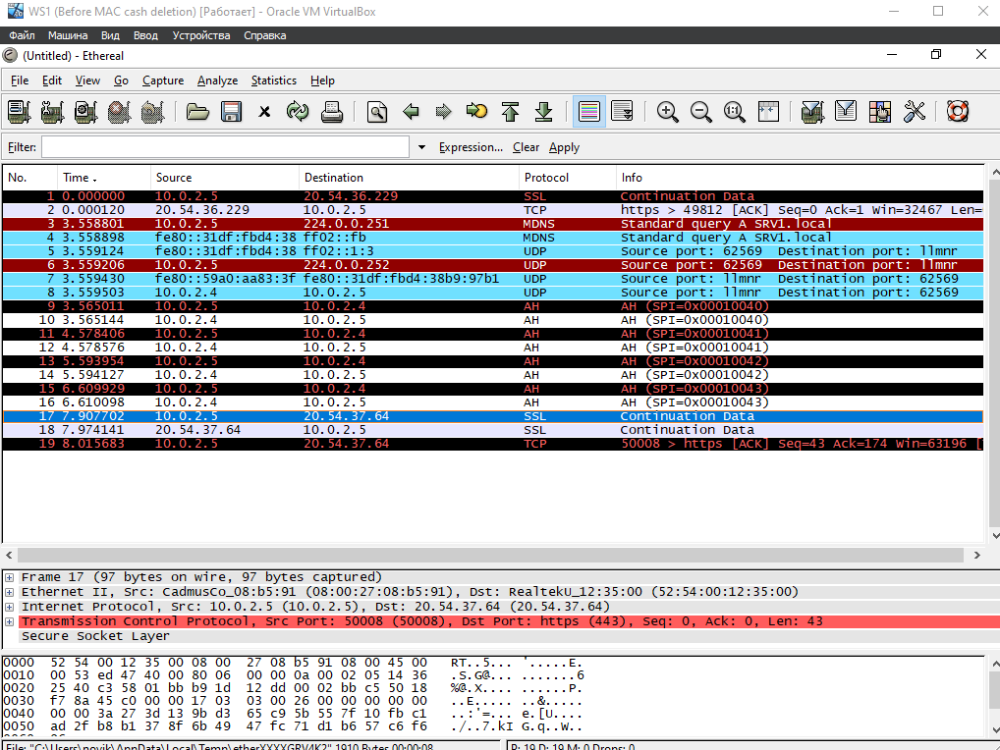 WS1 (Before MAC cash deletion) [Работает] - Oracle VM VirtualBox
Файл Машина Вид Ввод Устройства Справка
(Untitled) - Ethereal
File Edit View Go Capture Analyze Statistics Help
Filter: Expression... Clear Apply
No. Time Source Destination Protocol Info
1 0.000000 10.0.2.5 20.54.36.229 SSL Continuation Data
2 0.000120 20.54.36.229 10.0.2.5 TCP https > 49812 [ACK] Seq=0 Ack=1 Win=32467 Len=
3 3.558801 10.0.2.5 224.0.0.251 MDNS Standard query A SRV1.local
4 3.558898 fe80::31df:fbd4:38 ff02::fb MDNS Standard query A SRV1.local
5 3.559124 fe80::31df:fbd4:38 ff02::1:3 UDP Source port: 62569 Destination port: llmnr
6 3.559206 10.0.2.5 224.0.0.252 UDP Source port: 62569 Destination port: llmnr
7 3.559430 fe80::59a0:aa83:3f fe80::31df:fbd4:38b9:97b1 UDP Source port: llmnr Destination port: 62569
8 3.559503 10.0.2.4 10.0.2.5 UDP Source port: llmnr Destination port: 62569
9 3.565011 10.0.2.5 10.0.2.4 AH AH (SPI=0x00010040)
10 3.565144 10.0.2.4 10.0.2.5 AH AH (SPI=0x00010040)
11 4.578406 10.0.2.5 10.0.2.4 AH AH (SPI=0x00010041)
12 4.578576 10.0.2.4 10.0.2.5 AH AH (SPI=0x00010041)
13 5.593954 10.0.2.5 10.0.2.4 AH AH (SPI=0x00010042)
14 5.594127 10.0.2.4 10.0.2.5 AH AH (SPI=0x00010042)
15 6.609929 10.0.2.5 10.0.2.4 AH AH (SPI=0x00010043)
16 6.610098 10.0.2.4 10.0.2.5 AH AH (SPI=0x00010043)
17 7.907702 10.0.2.5 20.54.37.64 SSL Continuation Data
18 7.974141 20.54.37.64 10.0.2.5 SSL Continuation Data
19 8.015683 10.0.2.5 20.54.37.64 TCP 50008 > https [ACK] Seq=43 Ack=174 Win=63196 [
Frame 17 (97 bytes on wire, 97 bytes captured)
Ethernet II, Src: CadmusCo_08:b5:91 (08:00:27:08:b5:91), Dst: RealtekU_12:35:00 (52:54:00:12:35:00)
Internet Protocol, Src: 10.0.2.5 (10.0.2.5), Dst: 20.54.37.64 (20.54.37.64)
Transmission Control Protocol, Src Port: 50008 (50008), Dst Port: https (443), Seq: 0, Ack: 0, Len: 43
Secure Socket Layer
0000 52 54 00 12 35 00 08 00 27 08 b5 91 08 00 45 00 RT..5... '.....E.
0010 00 53 ed 47 40 00 80 06 00 00 0a 00 02 05 14 36 .S.G@... .......6
0020 25 40 c3 58 01 bb b9 1d 12 dd 00 02 bb c5 50 18 %@.X.... ......P.
0030 f7 8a 45 c0 00 00 17 03 03 00 26 00 00 00 00 00 ..E..... ..&.....
0040 00 00 3a 27 3d 13 9b d3 65 c9 5b 55 7f 10 fb c1 ..:'=... e.[U....
0050 ad 2f b8 b1 37 8f 6b 49 47 fc 71 d1 b6 57 c6 f6 ./..7.kI G.q..W..
File: "C:\Users\novik\AppData\Local\Temp\etherXXXXGRV4K2" 1910 Bytes 00:00:08 P: 19 D: 19 M: 0 Drops: 0